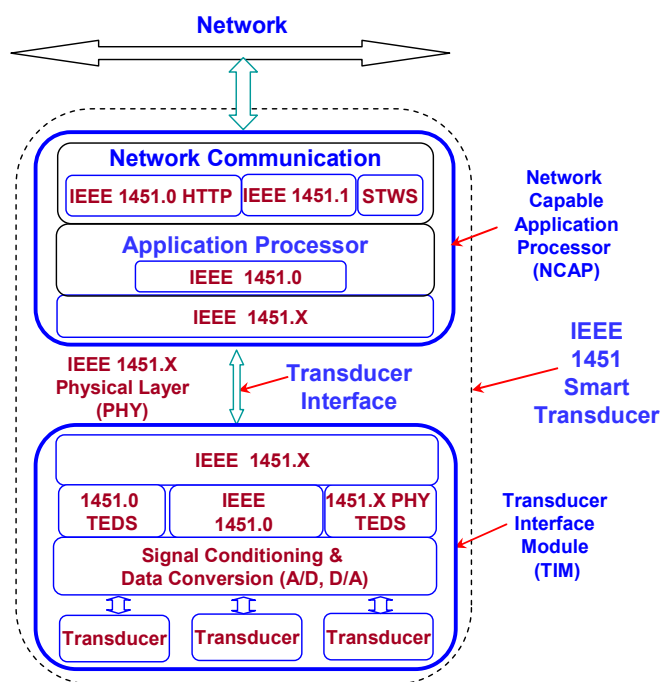 Network
Network Communication
IEEE 1451.0 HTTP
IEEE 1451.1
STWS
Application Processor
IEEE 1451.0
IEEE 1451.X
Network
Capable
Application
Processor
(NCAP)
IEEE 1451.X
Physical Layer
(PHY)
Transducer
Interface
IEEE
1451
Smart
Transducer
IEEE 1451.X
1451.0
TEDS
IEEE
1451.0
1451.X PHY
TEDS
Signal Conditioning &
Data Conversion (A/D, D/A)
Transducer
Transducer
Transducer
Transducer
Interface
Module
(TIM)